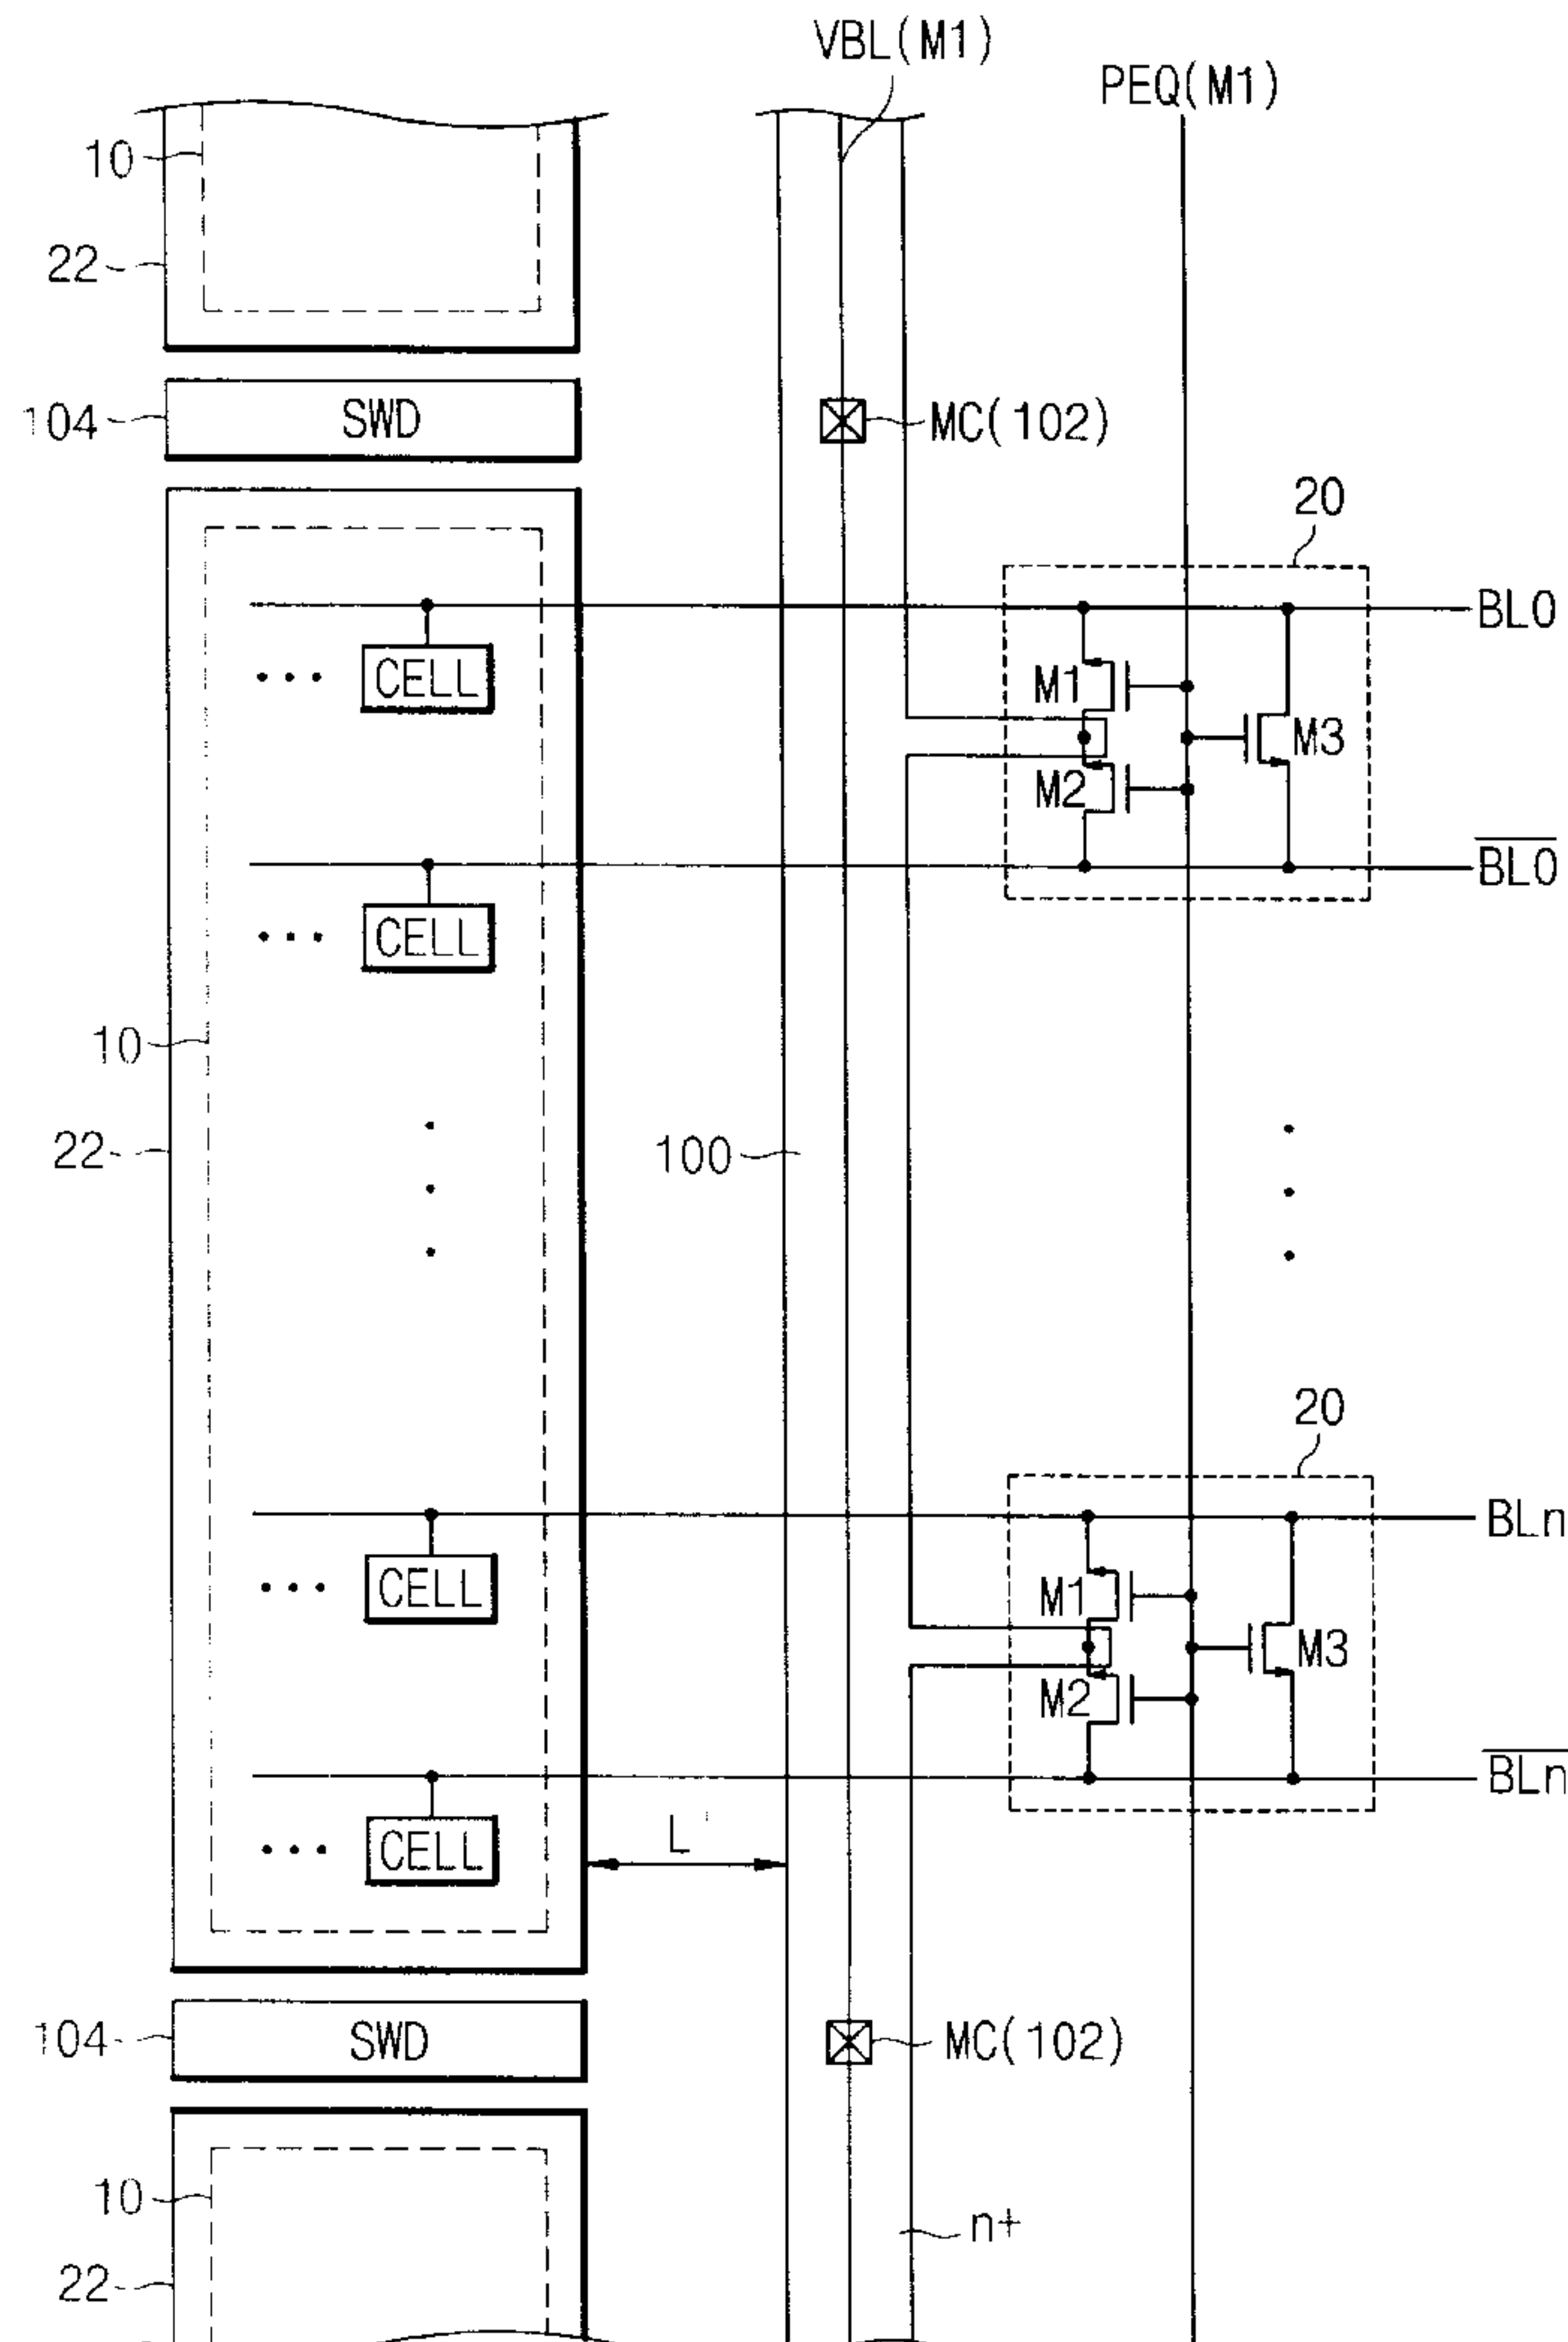 VBL(M1)
PEQ(M1)
10
22
104
SWD
MC(102)
20
BL0
CELL
M1
M3
M2
BL0
CELL
10
22
100
20
BLn
CELL
M1
M3
M2
BLn
CELL
L'
104
SWD
MC(102)
10
n+
22